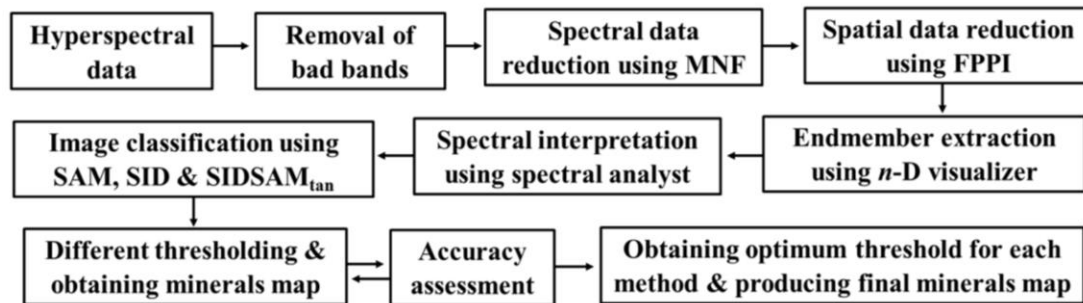 Hyperspectral
data
Removal of
bad bands
Spectral data
reduction using MNF
Spatial data reduction
using FPPI
Endmember extraction
using n-D visualizer
Spectral interpretation
using spectral analyst
Image classification using
SAM, SID & SIDSAMtan
Different thresholding &
obtaining minerals map
Accuracy
assessment
Obtaining optimum threshold for each
method & producing final minerals map